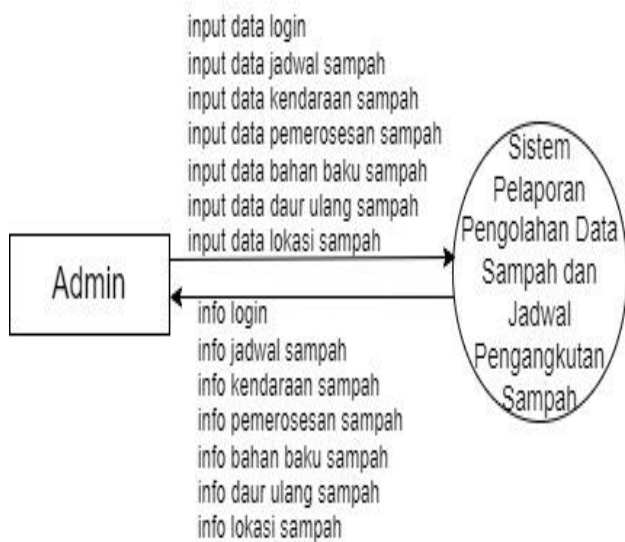 input data login
input data jadwal sampah
input data kendaraan sampah
input data pemerosesan sampah
input data bahan baku sampah
input data daur ulang sampah
input data lokasi sampah
Admin
Sistem
Pelaporan
Pengolahan Data
Sampah dan
Jadwal
Pengangkutan
Sampah
info login
info jadwal sampah
info kendaraan sampah
info pemerosesan sampah
info bahan baku sampah
info daur ulang sampah
info lokasi sampah